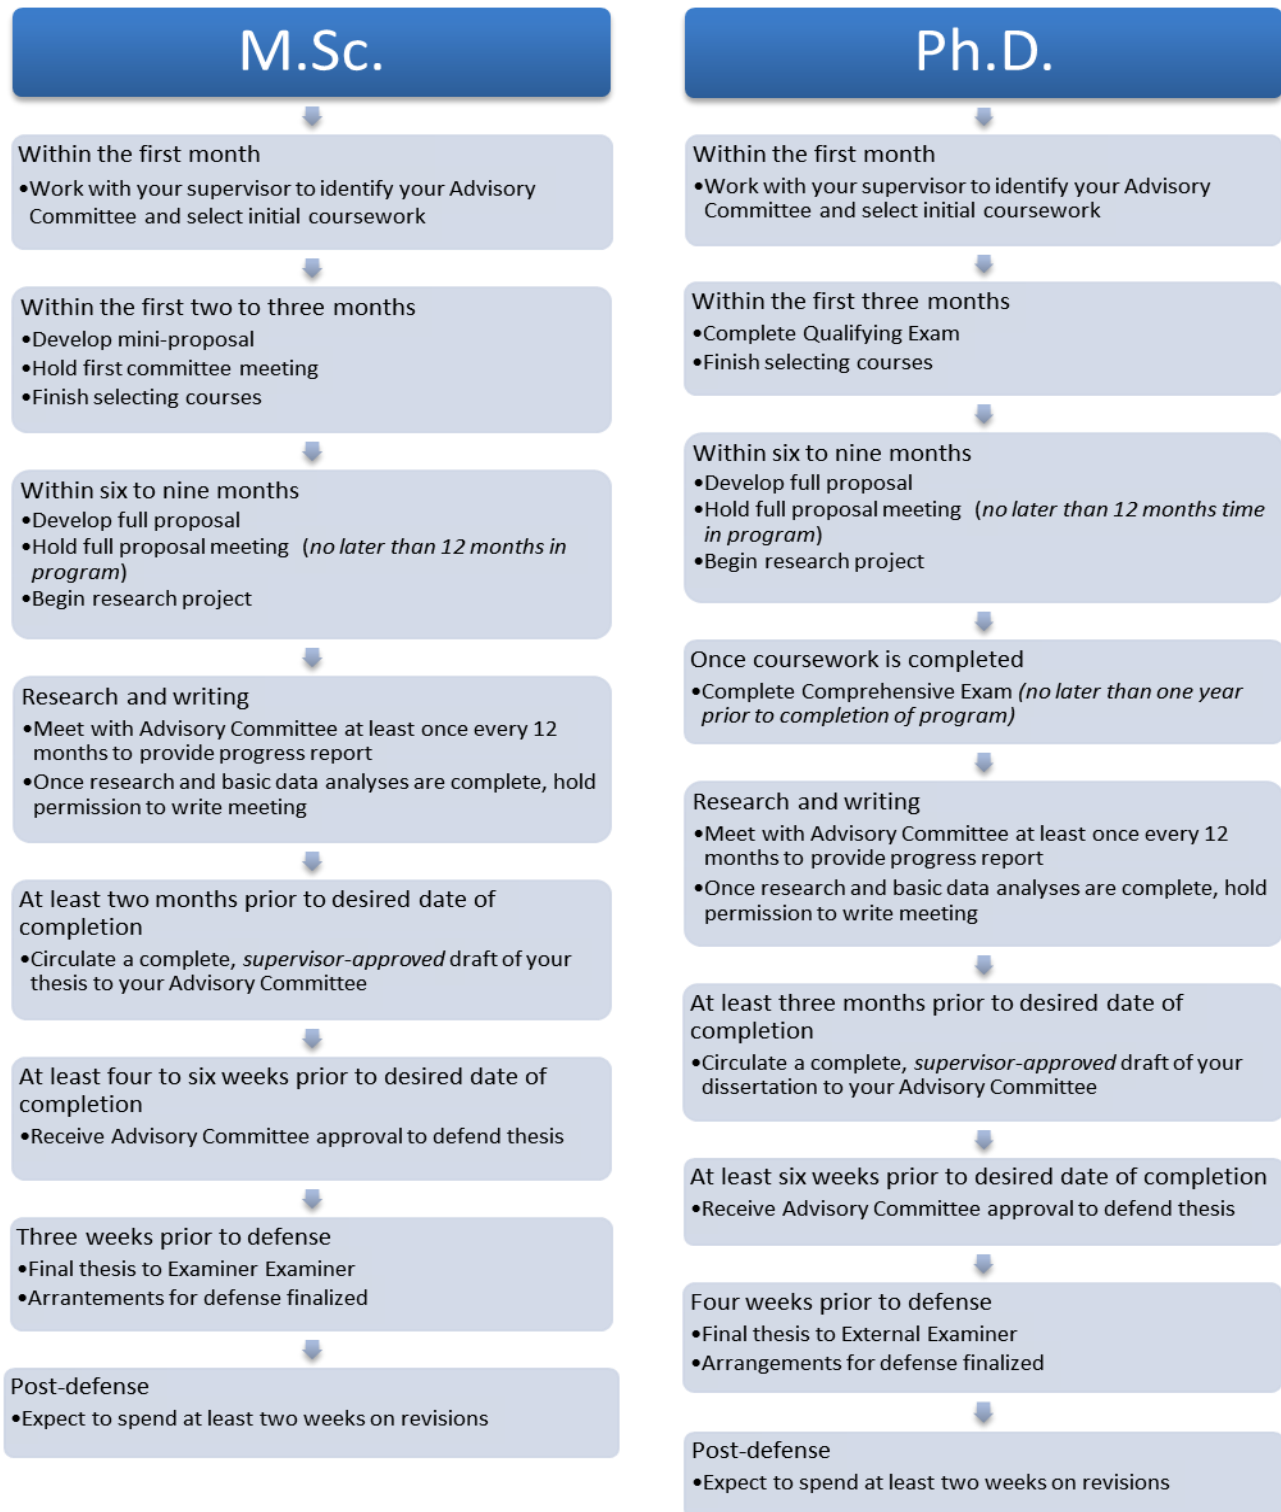 M.Sc.
Within the first month
•Work with your supervisor to identify your Advisory
Committee and select initial coursework
Within the first two to three months
•Develop mini-proposal
•Hold first committee meeting
•Finish selecting courses
Within six to nine months
•Develop full proposal
•Hold full proposal meeting (no later than 12 months in
program)
•Begin research project
Research and writing
•Meet with Advisory Committee at least once every 12
months to provide progress report
•Once research and basic data analyses are complete, hold
permission to write meeting
At least two months prior to desired date of
completion
•Circulate a complete, supervisor-approved draft of your
thesis to your Advisory Committee
At least four to six weeks prior to desired date of
completion
•Receive Advisory Committee approval to defend thesis
Three weeks prior to defense
•Final thesis to Examiner Examiner
•Arrantements for defense finalized
Post-defense
•Expect to spend at least two weeks on revisions
Ph.D.
Within the first month
•Work with your supervisor to identify your Advisory
Committee and select initial coursework
Within the first three months
•Complete Qualifying Exam
•Finish selecting courses
Within six to nine months
•Develop full proposal
•Hold full proposal meeting (no later than 12 months time
in program)
•Begin research project
Once coursework is completed
•Complete Comprehensive Exam (no later than one year
prior to completion of program)
Research and writing
•Meet with Advisory Committee at least once every 12
months to provide progress report
•Once research and basic data analyses are complete, hold
permission to write meeting
At least three months prior to desired date of
completion
•Circulate a complete, supervisor-approved draft of your
dissertation to your Advisory Committee
At least six weeks prior to desired date of completion
•Receive Advisory Committee approval to defend thesis
Four weeks prior to defense
•Final thesis to External Examiner
•Arrangements for defense finalized
Post-defense
•Expect to spend at least two weeks on revisions